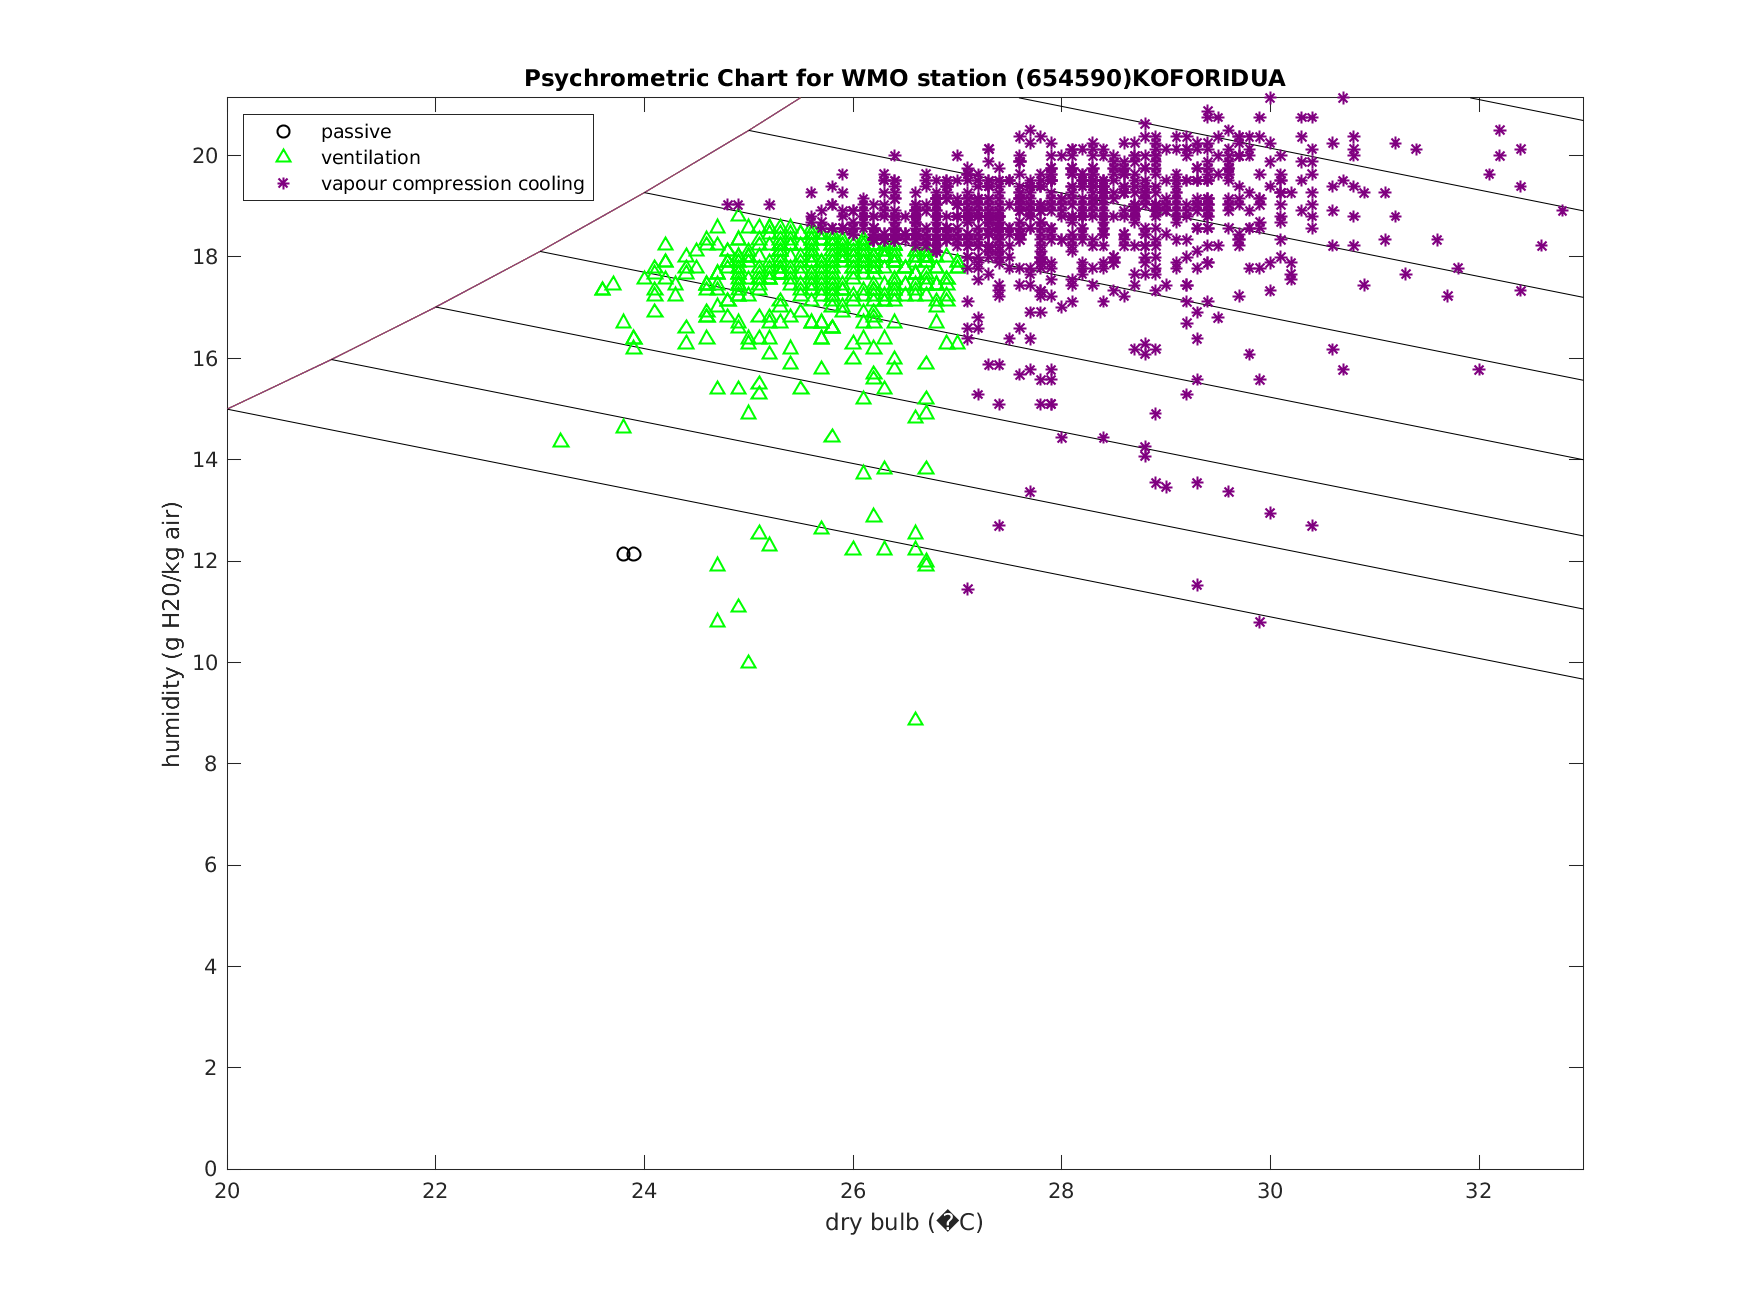 Psychrometric Chart for WMO station (654590)KOFORIDUA
passive
ventilation
vapour compression cooling
humidity (g H20/kg air)
20
18
16
14
12
10
8
6
4
2
0
20 22 24 26 28 30 32
dry bulb (�C)